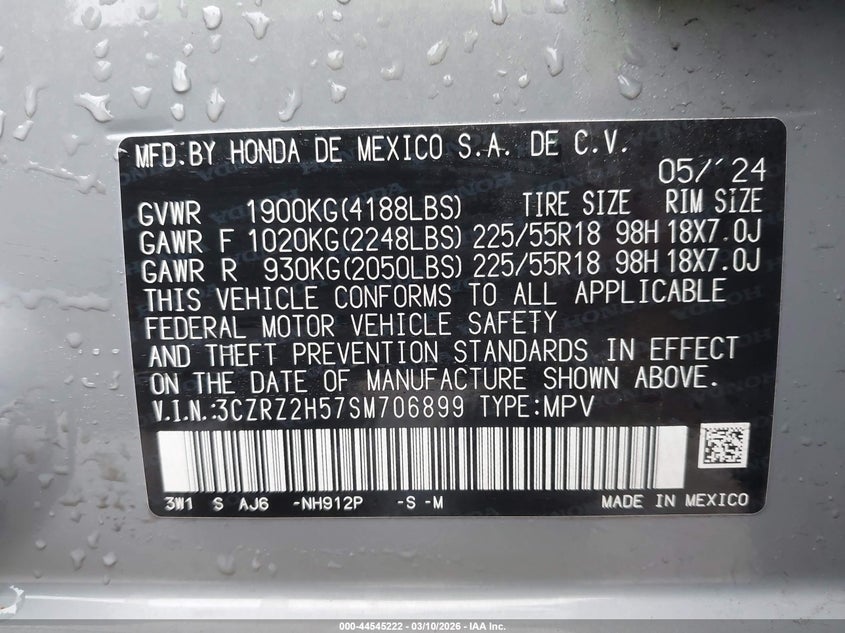 MFD.BY HONDA DE MEXICO S.A. DE C.V.
05/'24
GVWR 1900KG(4188LBS) TIRE SIZE RIM SIZE
GAWR F 1020KG(2248LBS) 225/55R18 98H 18X7.0J
GAWR R 930KG(2050LBS) 225/55R18 98H 18X7.0J
THIS VEHICLE CONFORMS TO ALL APPLICABLE
FEDERAL MOTOR VEHICLE SAFETY
AND THEFT PREVENTION STANDARDS IN EFFECT
ON THE DATE OF MANUFACTURE SHOWN ABOVE.
V.I.N.:3CZRZ2H57SM706899 TYPE:MPV
3W1 S AJ6 -NH912P -S -M MADE IN MEXICO
000-44545222 — 03/10/2026 — IAA Inc.